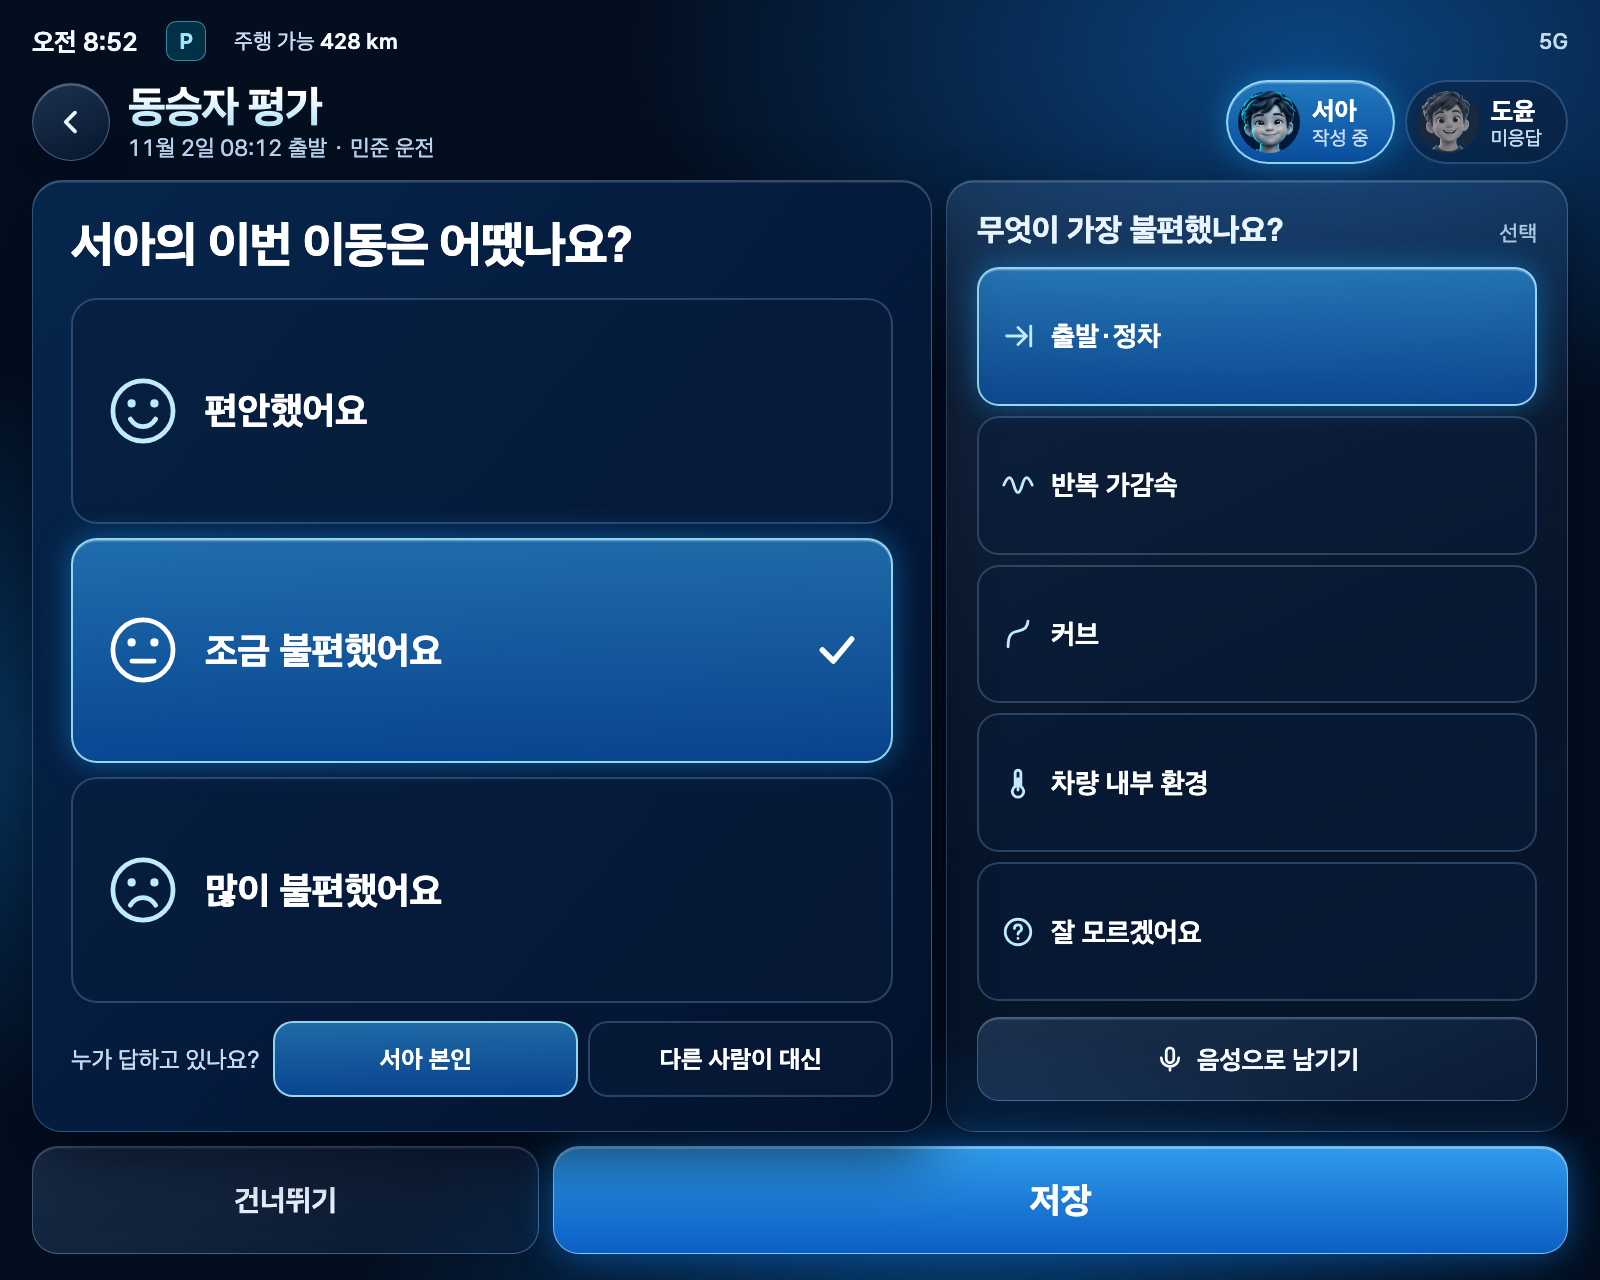 오전 8:52 P 주행 가능 428 km 5G
동승자 평가
11월 2일 08:12 출발 · 민준 운전
서아
작성 중
도윤
미응답
서아의 이번 이동은 어땠나요?
편안했어요
조금 불편했어요
많이 불편했어요
누가 답하고 있나요? 서아 본인 다른 사람이 대신
무엇이 가장 불편했나요? 선택
출발·정차
반복 가감속
커브
차량 내부 환경
잘 모르겠어요
음성으로 남기기
건너뛰기 저장